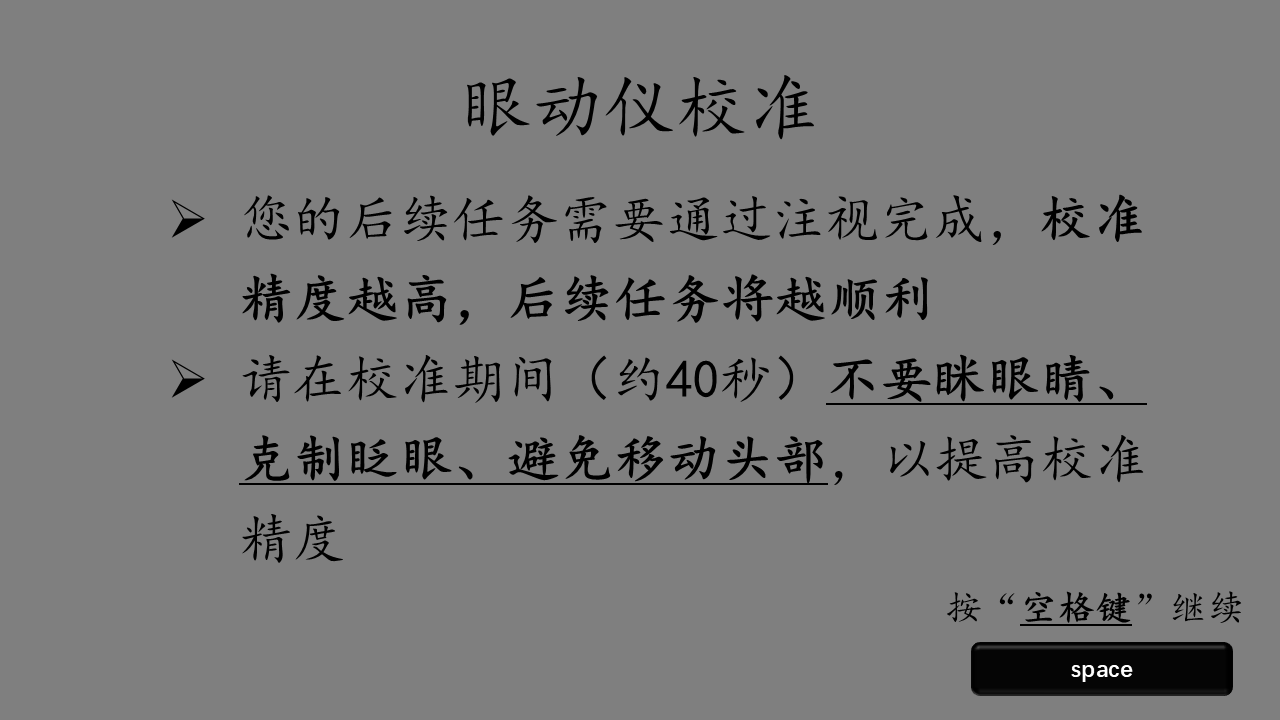 眼动仪校准
➢ 您的后续任务需要通过注视完成，校准
精度越高，后续任务将越顺利
➢ 请在校准期间（约40秒）不要眯眼睛、
克制眨眼、避免移动头部，以提高校准
精度
按“空格键”继续
space